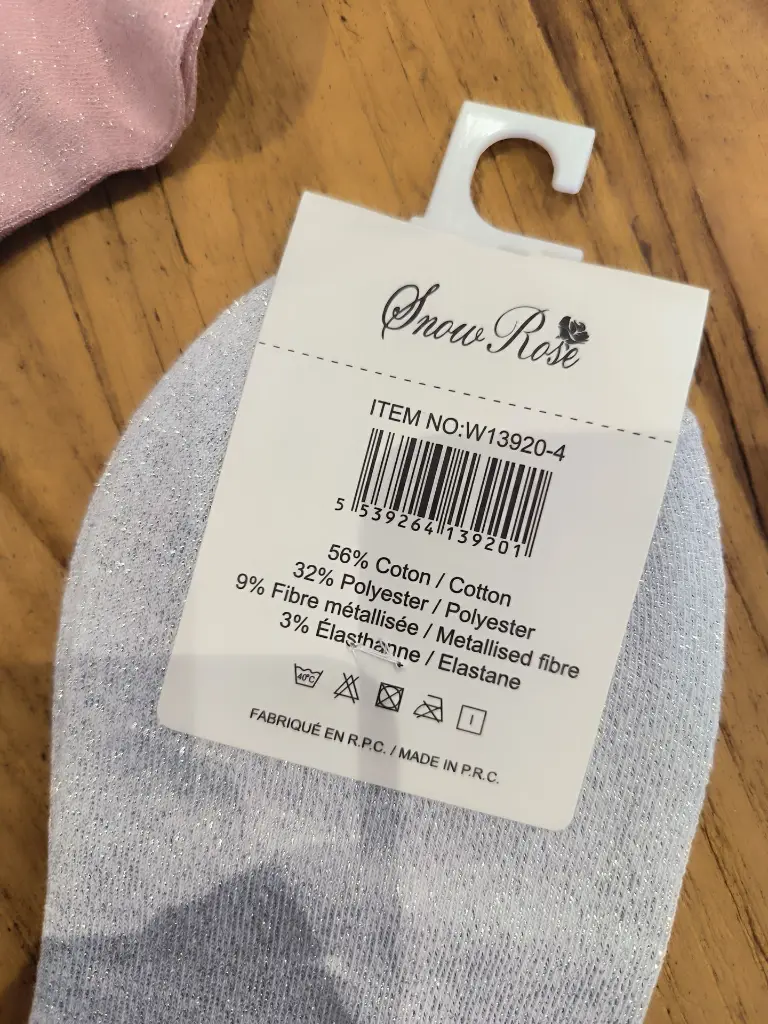 Snow Rose
ITEM NO:W13920-4
5 539264 139201
56% Coton / Cotton
32% Polyester / Polyester
9% Fibre métallisée / Metallised fibre
3% Élasthanne / Elastane
40°C
FABRIQUÉ EN R.P.C. / MADE IN P.R.C.